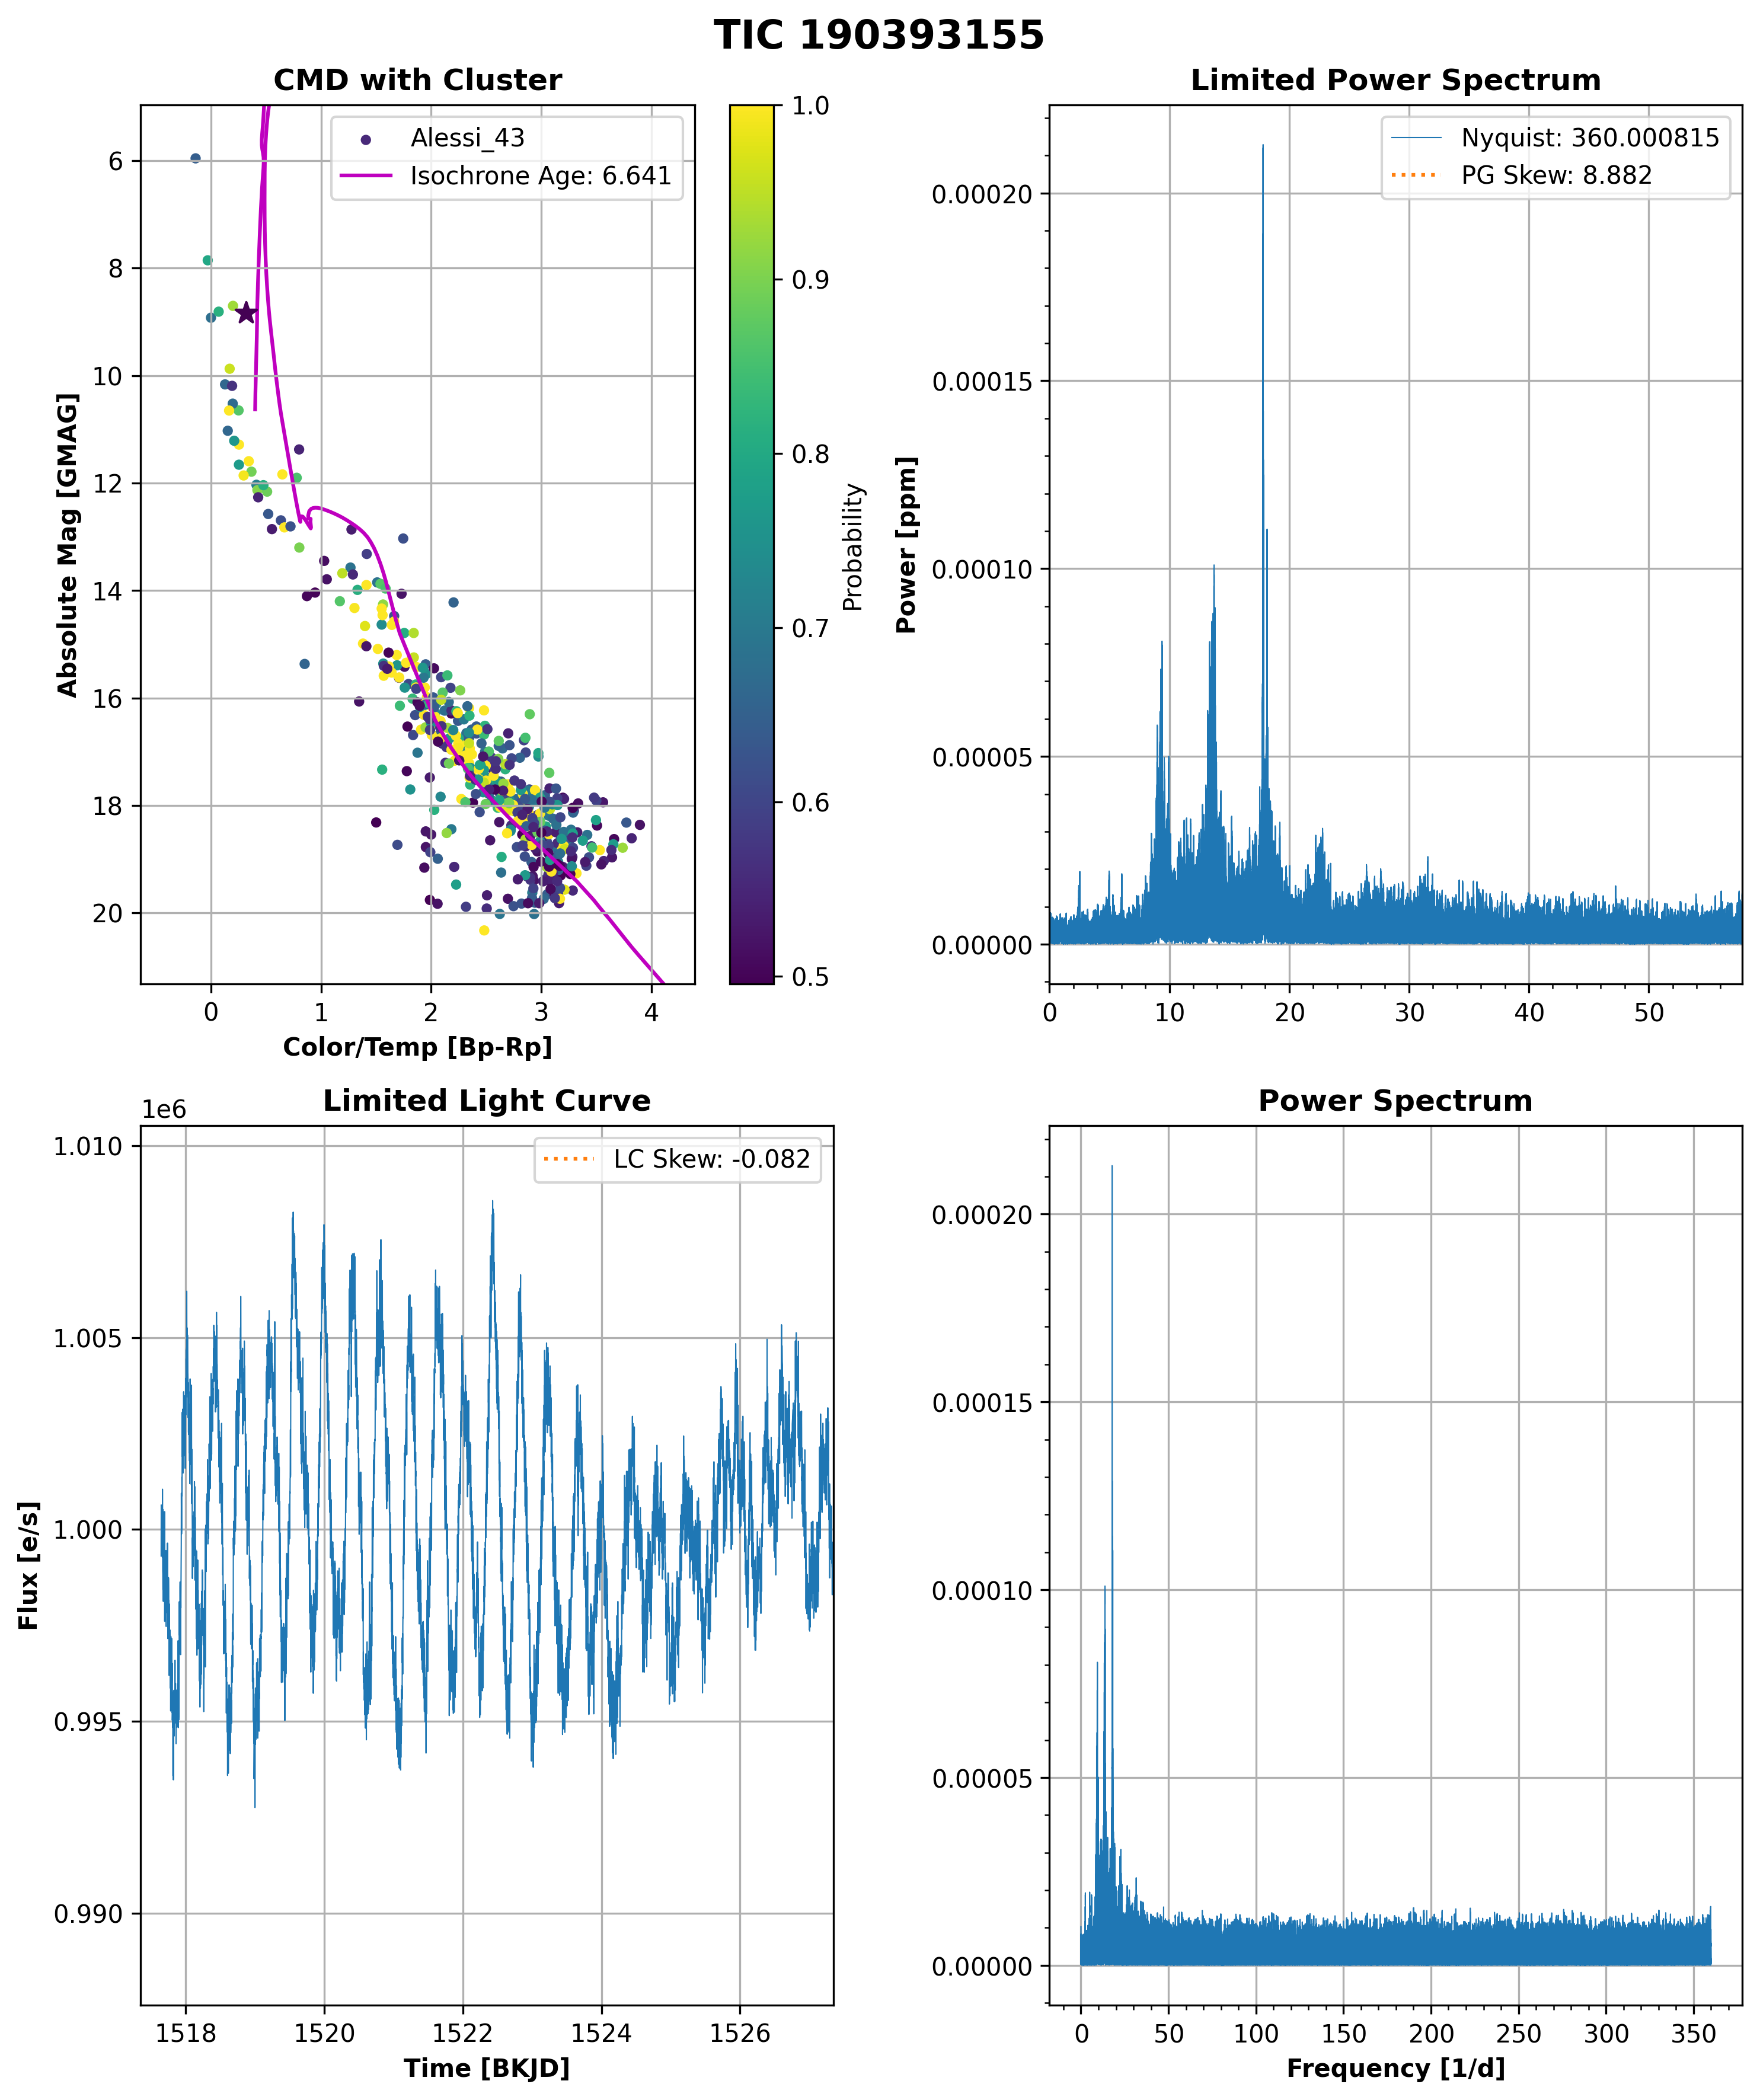 TIC 190393155
CMD with Cluster
Alessi_43
Isochrone Age: 6.641
6
8
10
12
14
16
18
20
Absolute Mag [GMAG]
0
1
2
3
4
Color/Temp [Bp-Rp]
1.0
0.9
0.8
0.7
0.6
0.5
Probability
Limited Power Spectrum
Nyquist: 360.000815
PG Skew: 8.882
0.00020
0.00015
0.00010
0.00005
0.00000
Power [ppm]
0
10
20
30
40
50
Limited Light Curve
1e6
LC Skew: -0.082
1.010
1.005
1.000
0.995
0.990
Flux [e/s]
1518
1520
1522
1524
1526
Time [BKJD]
Power Spectrum
0.00020
0.00015
0.00010
0.00005
0.00000
0
50
100
150
200
250
300
350
Frequency [1/d]